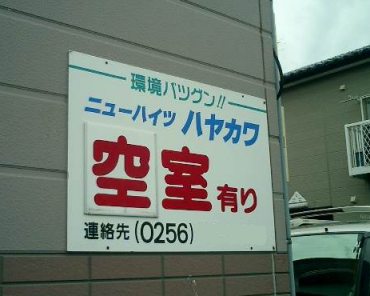 環境バツグン!!
ニューハイツ ハヤカワ
空室有り
連絡先(0256)